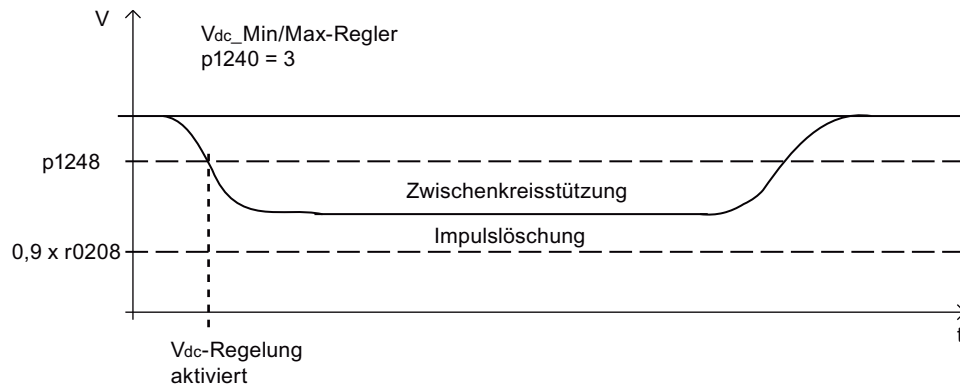 V
Vdc_Min/Max-Regler
p1240 = 3
p1248
Zwischenkreisstützung
Impulslöschung
0,9 x r0208
t
Vdc-Regelung
aktiviert